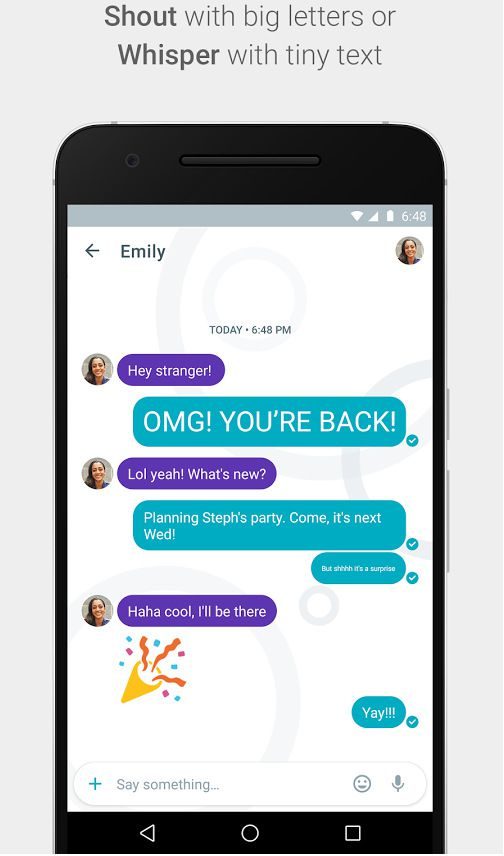 Shout with big letters or
Whisper with tiny text
6:48
Emily
TODAY • 6:48 PM
Hey stranger!
OMG! YOU'RE BACK!
Lol yeah! What's new?
Planning Steph's party. Come, it's next
Wed!
But shhhh it's a surprise
Haha cool, I'll be there
Yay!!!
Say something...